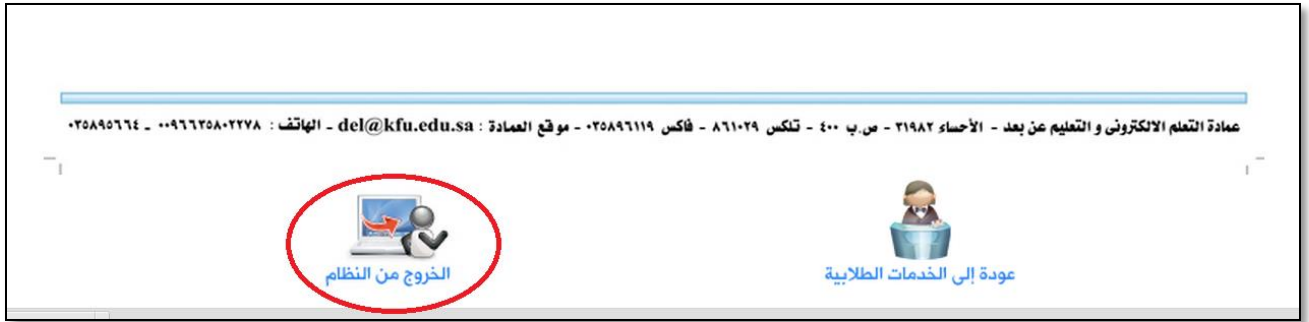 عمادة التعلم الالكترونى و التعليم عن بعد - الأحساء ٣١٩٨٢ - ص.ب ٤٠٠ - تلكس ٨٦١٠٢٩ - فاكس ٠٣٥٨٩٦١١٩ - موقع العمادة : del@kfu.edu.sa - الهاتف : ٠٠٩٦٦٣٥٨٠٢٢٧٨ ـ ٠٣٥٨٩٥٦٦٤
عودة إلى الخدمات الطلابية
الخروج من النظام